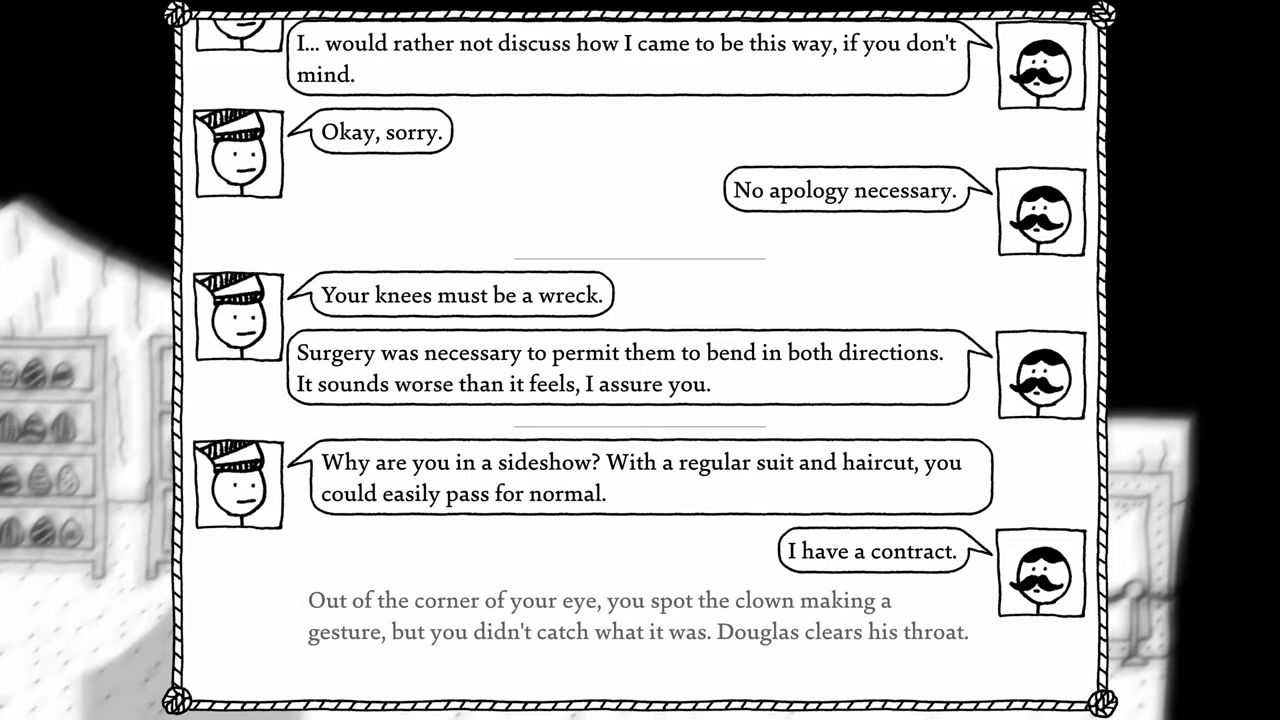 I... would rather not discuss how I came to be this way, if you don't
mind.
Okay, sorry.
No apology necessary.
Your knees must be a wreck.
Surgery was necessary to permit them to bend in both directions.
It sounds worse than it feels, I assure you.
Why are you in a sideshow? With a regular suit and haircut, you
could easily pass for normal.
I have a contract.
Out of the corner of your eye, you spot the clown making a
gesture, but you didn't catch what it was. Douglas clears his throat.